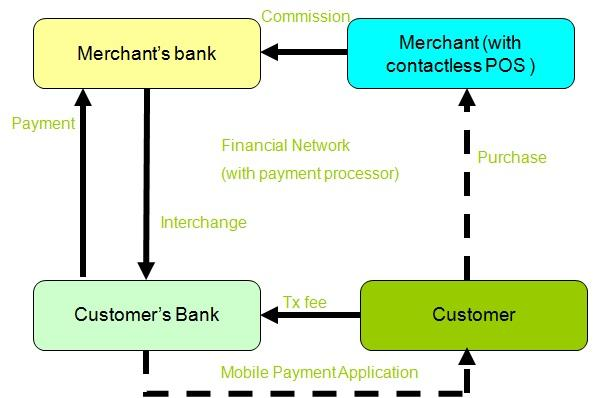 Commission
Merchant's bank
Merchant (with
contactless POS )
Payment
Financial Network
(with payment processor)
Purchase
Interchange
Customer's Bank
Tx fee
Customer
Mobile Payment Application